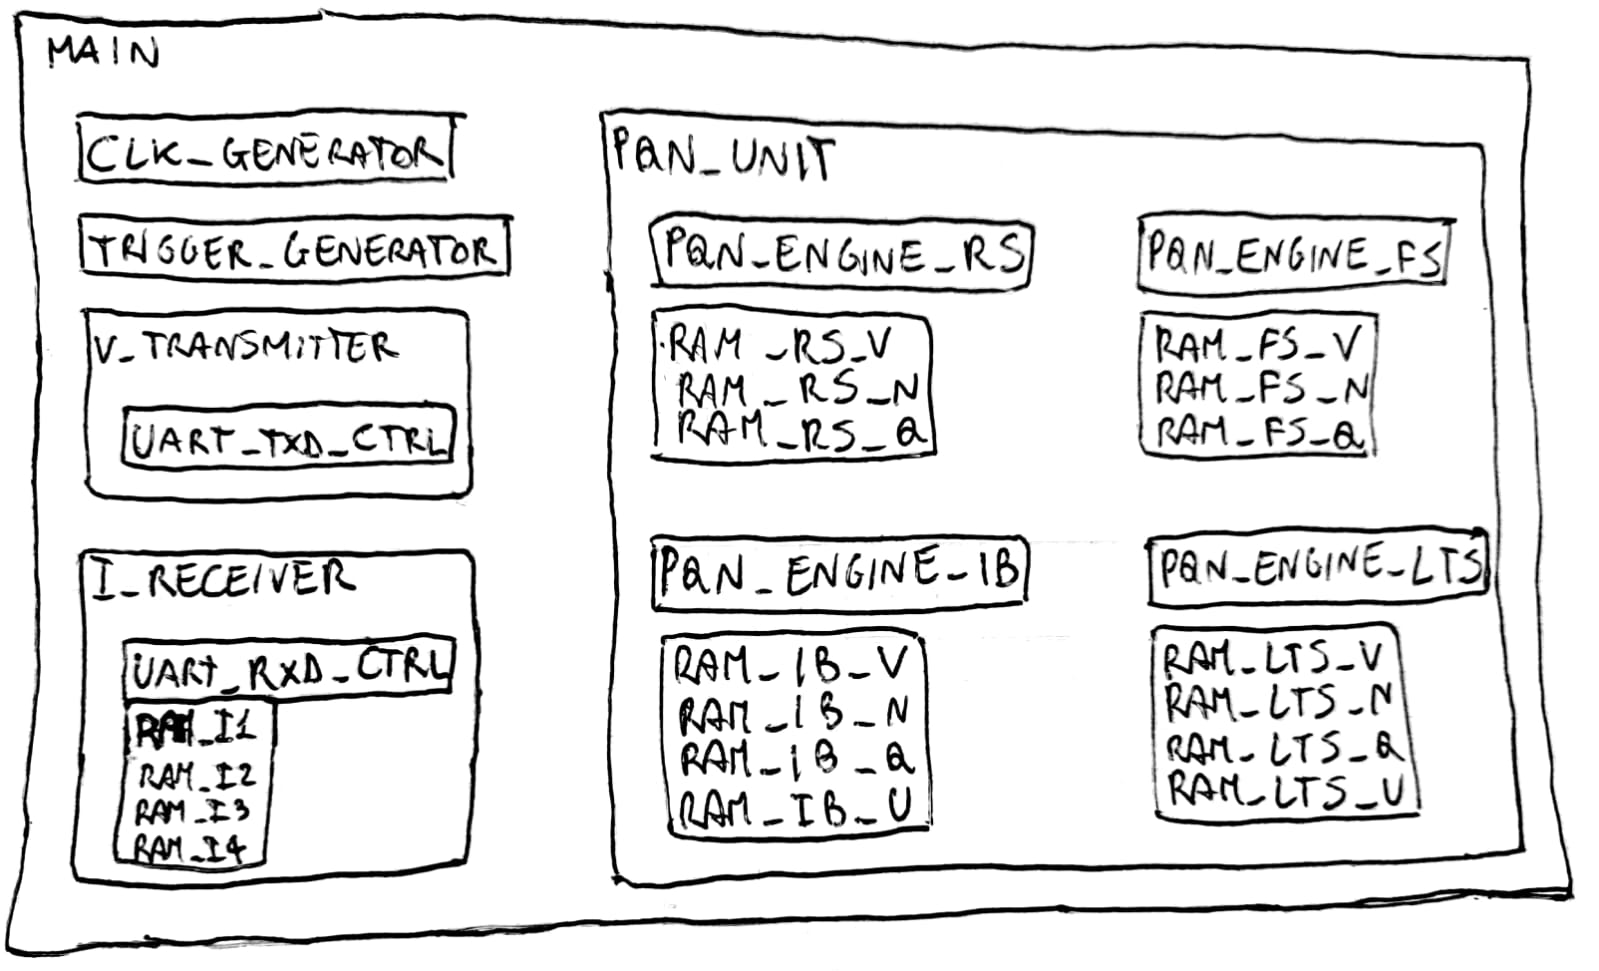 MAIN
CLK_GENERATOR
TRIGGER_GENERATOR
V_TRANSMITTER
UART_TXD_CTRL
I_RECEIVER
UART_RXD_CTRL
RAM_I1
RAM_I2
RAM_I3
RAM_I4
PQN_UNIT
PQN_ENGINE_RS
RAM_RS_V
RAM_RS_N
RAM_RS_Q
PQN_ENGINE_FS
RAM_FS_V
RAM_FS_N
RAM_FS_Q
PQN_ENGINE_IB
RAM_IB_V
RAM_IB_N
RAM_IB_Q
RAM_IB_U
PQN_ENGINE_LTS
RAM_LTS_V
RAM_LTS_N
RAM_LTS_Q
RAM_LTS_U